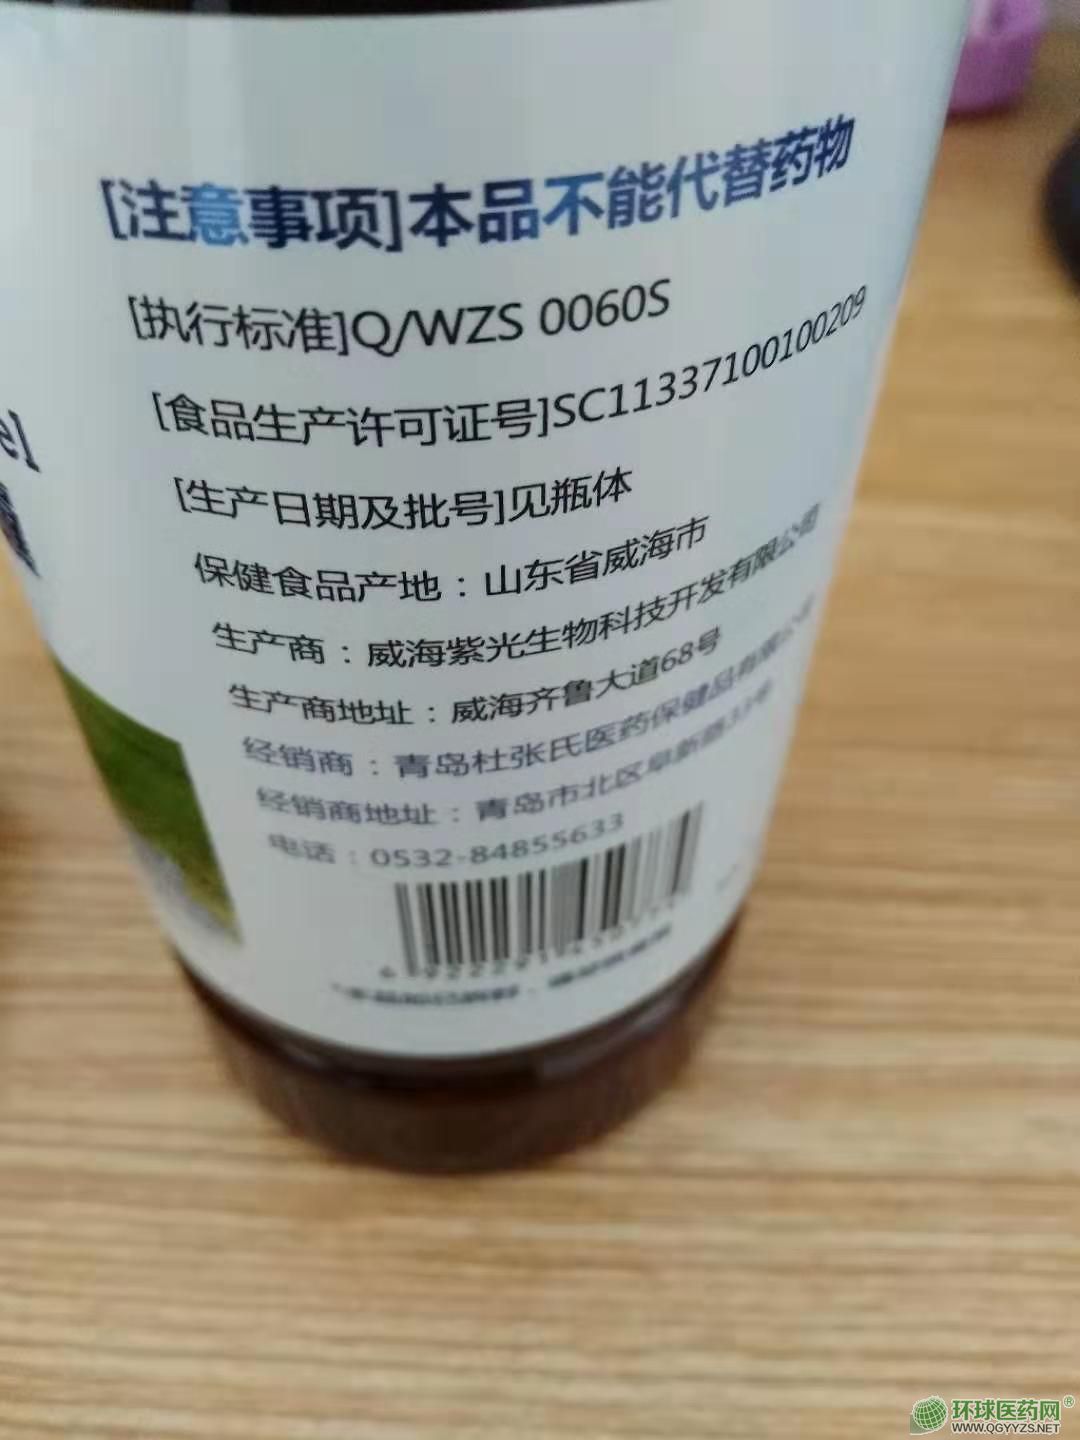 [注意事项]本品不能代替药物
[执行标准]Q/WZS 0060S
[食品生产许可证号]SC11337100100209
[生产日期及批号]见瓶体
保健食品产地：山东省威海市
生产商：威海紫光生物科技开发有限公司
生产商地址：威海齐鲁大道68号
经销商：青岛杜张氏医药保健品有限公司
经销商地址：青岛市北区阜新路33号
电话：0532-84855633
环球医药网®
WWW.QGYYZS.NET